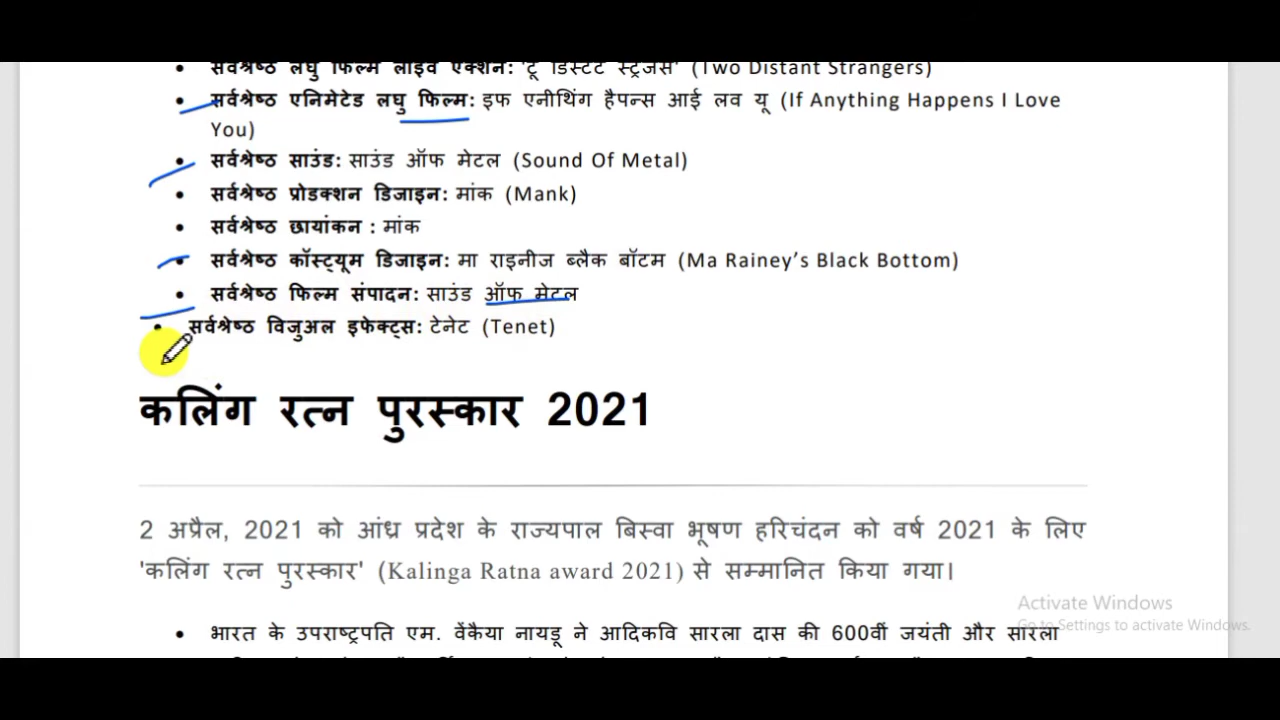 सर्वश्रेष्ठ लघु फिल्म लाइव एक्शन: 'टू डिस्टेंट स्ट्रेंजर्स' (Two Distant Strangers)
सर्वश्रेष्ठ एनिमेटेड लघु फिल्म: इफ एनीथिंग हैपन्स आई लव यू (If Anything Happens I Love
You)
सर्वश्रेष्ठ साउंड: साउंड ऑफ मेटल (Sound Of Metal)
सर्वश्रेष्ठ प्रोडक्शन डिजाइन: मांक (Mank)
सर्वश्रेष्ठ छायांकन : मांक
सर्वश्रेष्ठ कॉस्ट्यूम डिजाइन: मा राइनीज ब्लैक बॉटम (Ma Rainey’s Black Bottom)
सर्वश्रेष्ठ फिल्म संपादन: साउंड ऑफ मेटल
सर्वश्रेष्ठ विजुअल इफेक्ट्स: टेनेट (Tenet)
कलिंग रत्न पुरस्कार 2021
2 अप्रैल, 2021 को आंध्र प्रदेश के राज्यपाल बिस्वा भूषण हरिचंदन को वर्ष 2021 के लिए
'कलिंग रत्न पुरस्कार' (Kalinga Ratna award 2021) से सम्मानित किया गया।
Activate Windows
Go to Settings to activate Windows.
भारत के उपराष्ट्रपति एम. वेंकैया नायडू ने आदिकवि सारला दास की 600वीं जयंती और सारला